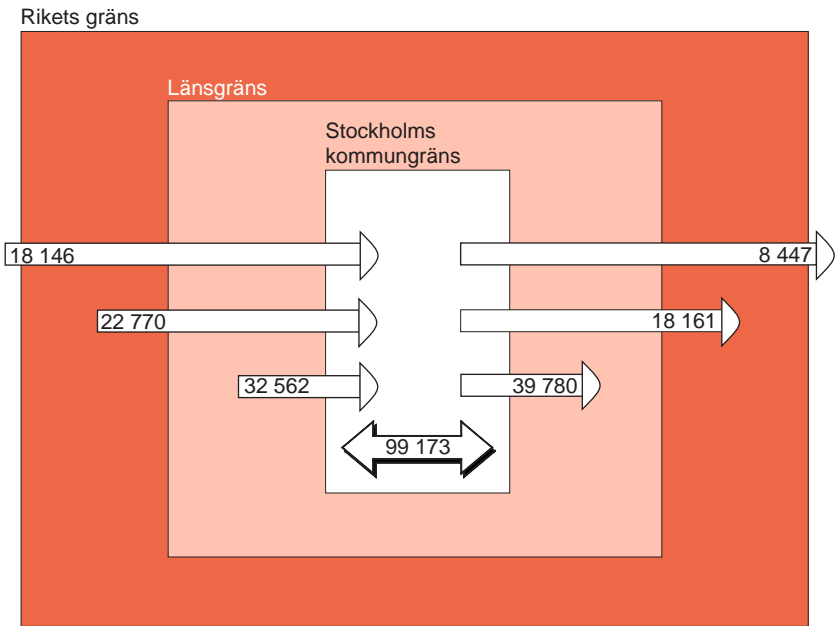 Rikets gräns
Länsgräns
Stockholms
kommungräns
18 146
8 447
22 770
18 161
32 562
39 780
99 173